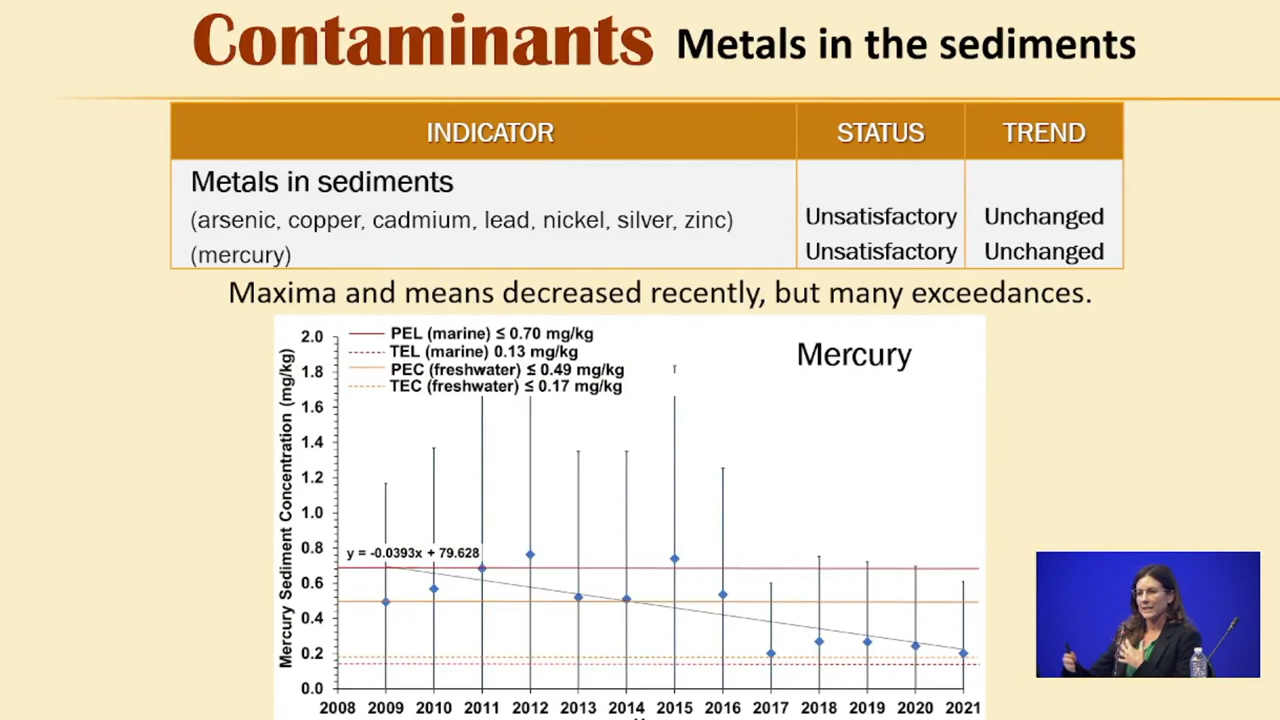 Contaminants Metals in the sediments
INDICATOR STATUS TREND
Metals in sediments
(arsenic, copper, cadmium, lead, nickel, silver, zinc) Unsatisfactory Unchanged
(mercury) Unsatisfactory Unchanged
Maxima and means decreased recently, but many exceedances.
Mercury
PEL (marine) ≤ 0.70 mg/kg
TEL (marine) 0.13 mg/kg
PEC (freshwater) ≤ 0.49 mg/kg
TEC (freshwater) ≤ 0.17 mg/kg
Mercury Sediment Concentration (mg/kg)
2.0
1.8
1.6
1.4
1.2
1.0
0.8
0.6
0.4
0.2
0.0
y = -0.0393x + 79.628
2008 2009 2010 2011 2012 2013 2014 2015 2016 2017 2018 2019 2020 2021